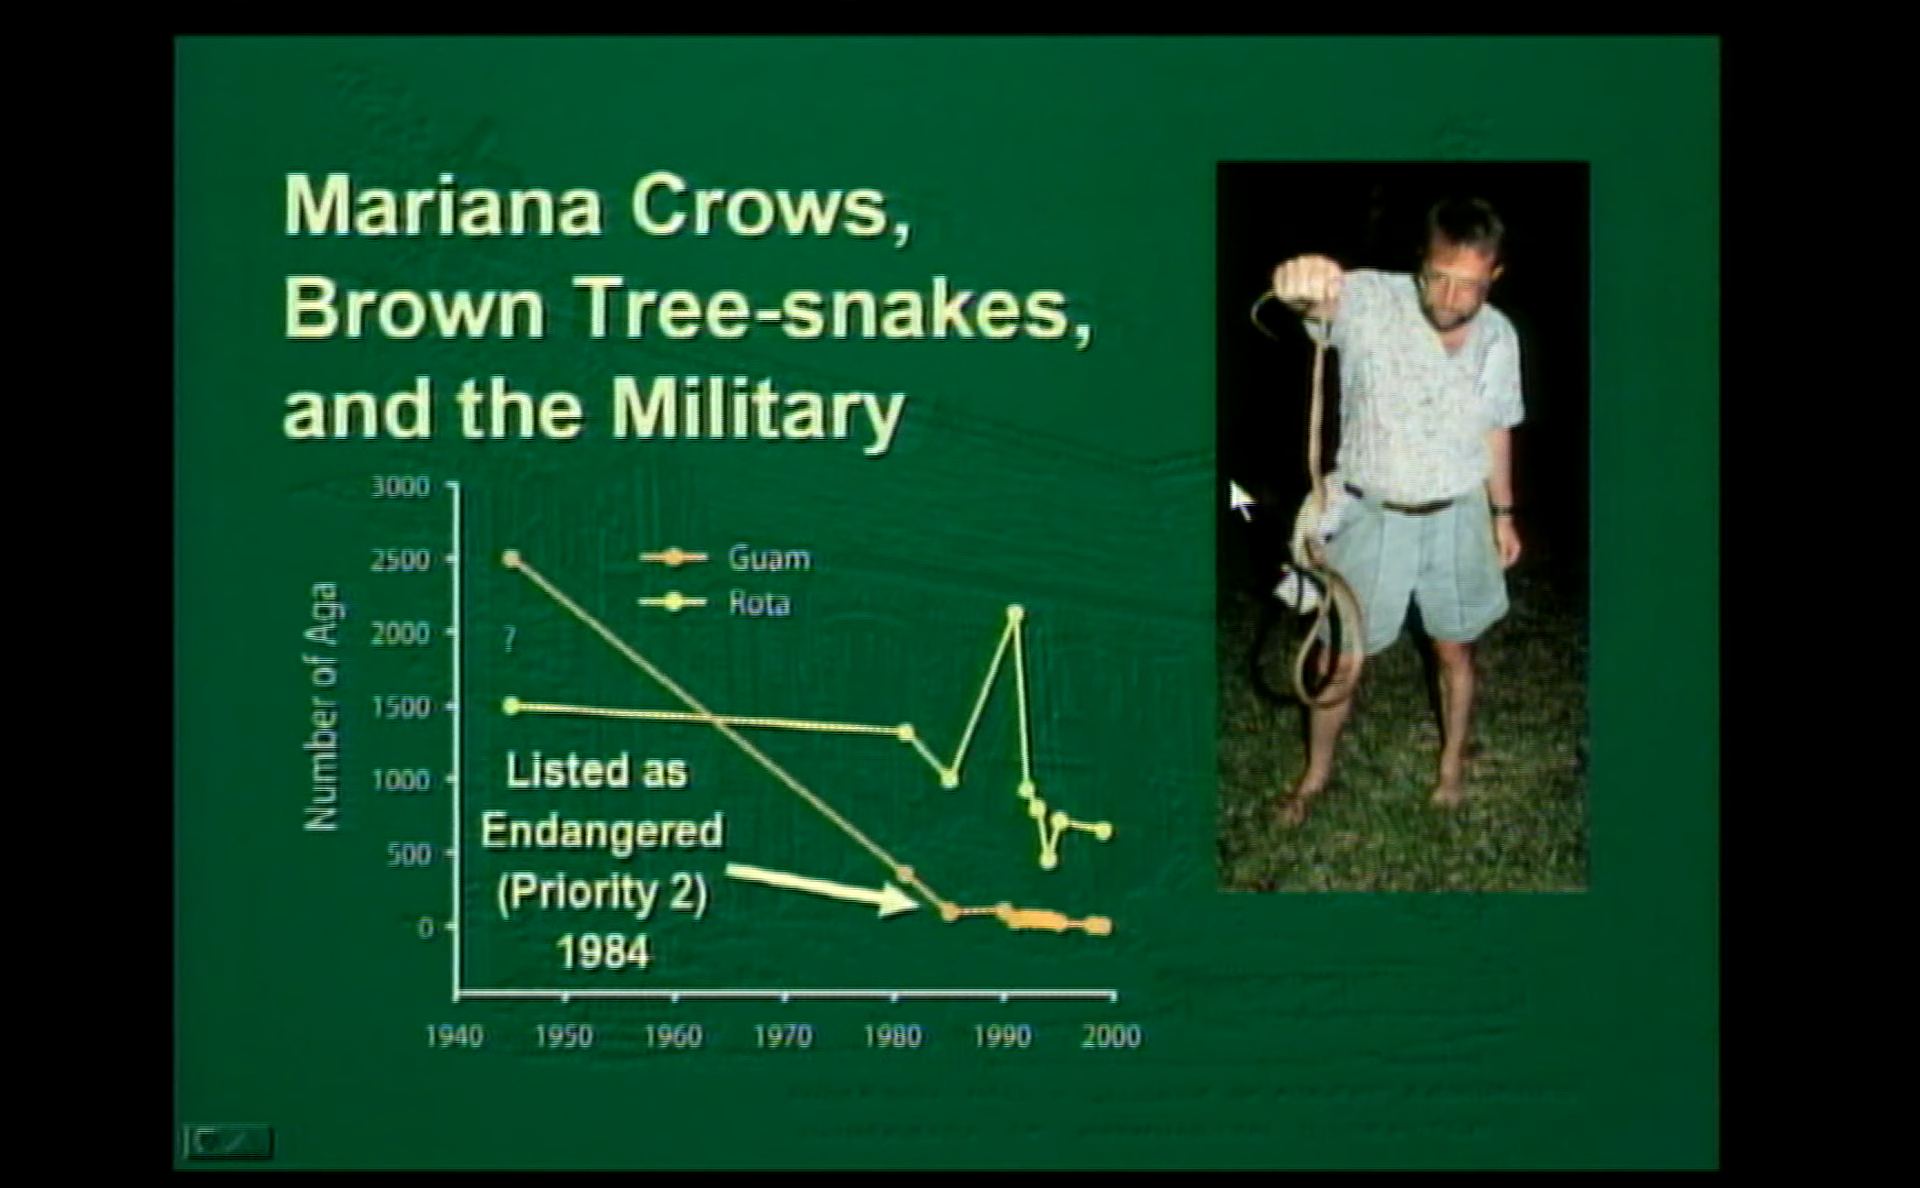 Mariana Crows,
Brown Tree-snakes,
and the Military
3000
2500
2000
1500
1000
500
0
Number of Aga
?
Guam
Rota
Listed as
Endangered
(Priority 2)
1984
1940 1950 1960 1970 1980 1990 2000